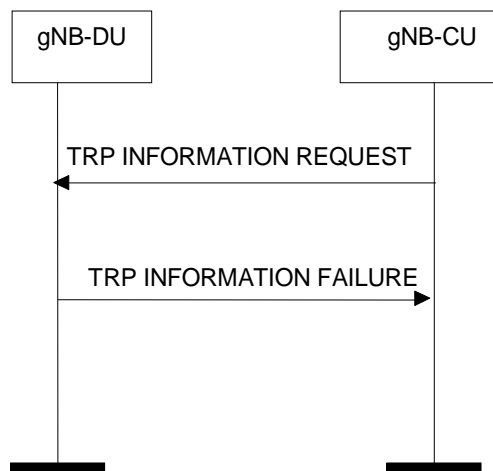 gNB-DU
gNB-CU
TRP INFORMATION REQUEST
TRP INFORMATION FAILURE